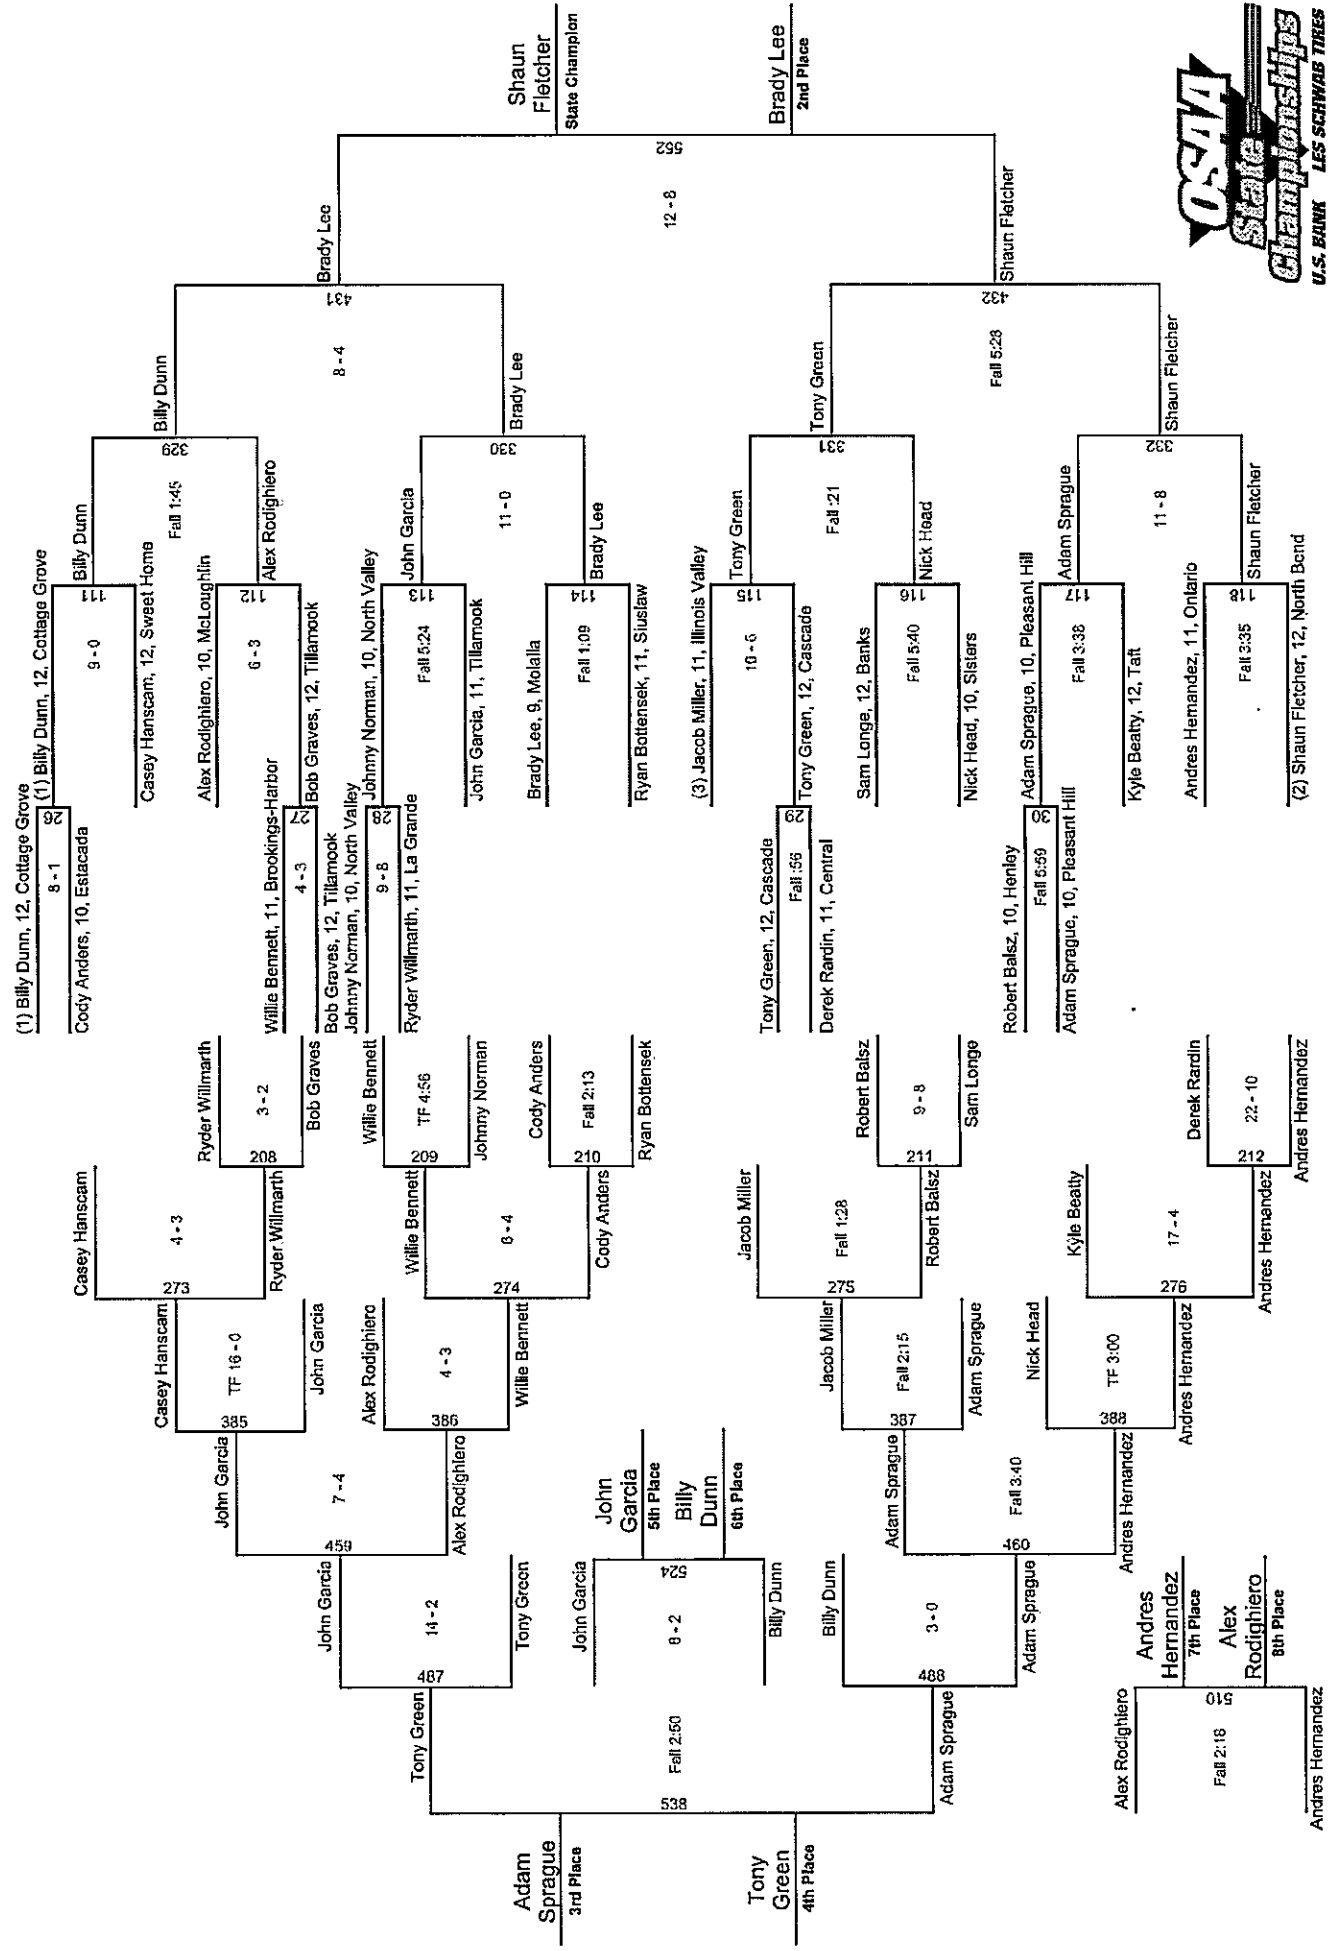 (1) Billy Dunn, 12, Cottage Grove
26
8 - 1
Cody Anders, 10, Estacada
Willie Bennett, 11, Brookings-Harbor
27
4 - 3
Bob Graves, 12, Tillamook
Johnny Norman, 10, North Valley
28
9 - 8
Ryder Willmarth, 11, La Grande
Tony Green, 12, Cascade
29
Fall :56
Derek Rardin, 11, Central
Robert Balsz, 10, Henley
30
Fall 5:59
Adam Sprague, 10, Pleasant Hill
(1) Billy Dunn, 12, Cottage Grove
111
9 - 0
Casey Hanscam, 12, Sweet Home
Alex Rodighiero, 10, McLoughlin
112
6 - 3
Bob Graves, 12, Tillamook
Johnny Norman, 10, North Valley
113
Fall 5:24
John Garcia, 11, Tillamook
Brady Lee, 9, Molalla
114
Fall 1:09
Ryan Bottensek, 11, Siuslaw
(3) Jacob Miller, 11, Illinois Valley
115
10 - 6
Tony Green, 12, Cascade
Sam Longe, 12, Banks
116
Fall 5:40
Nick Head, 10, Sisters
Adam Sprague, 10, Pleasant Hill
117
Fall 3:38
Kyle Beatty, 12, Taft
Andres Hernandez, 11, Ontario
118
Fall 3:35
(2) Shaun Fletcher, 12, North Bend
Billy Dunn
329
Fall 1:45
Alex Rodighiero
John Garcia
330
11 - 0
Brady Lee
Tony Green
331
Fall :21
Nick Head
Adam Sprague
332
11 - 8
Shaun Fletcher
Billy Dunn
431
8 - 4
Brady Lee
Tony Green
432
Fall 5:28
Shaun Fletcher
Brady Lee
552
12 - 8
Shaun Fletcher
Shaun
Fletcher
State Champion
Brady Lee
2nd Place
Ryder Willmarth
208
3 - 2
Bob Graves
Willie Bennett
209
TF 4:56
Johnny Norman
Cody Anders
210
Fall 2:13
Ryan Bottensek
Robert Balsz
211
9 - 8
Sam Longe
Derek Rardin
212
22 - 10
Andres Hernandez
Casey Hanscam
273
4 - 3
Ryder Willmarth
Willie Bennett
274
6 - 4
Cody Anders
Jacob Miller
275
Fall 1:28
Robert Balsz
Kyle Beatty
276
17 - 4
Andres Hernandez
Casey Hanscam
385
TF 16 - 0
John Garcia
Alex Rodighiero
386
4 - 3
Willie Bennett
Jacob Miller
387
Fall 2:15
Adam Sprague
Nick Head
388
TF 3:00
Andres Hernandez
John Garcia
459
7 - 4
Alex Rodighiero
Adam Sprague
460
Fall 3:40
Andres Hernandez
John Garcia
487
14 - 2
Tony Green
Billy Dunn
488
3 - 0
Adam Sprague
Tony Green
538
Fall 2:50
Adam Sprague
Adam
Sprague
3rd Place
Tony
Green
4th Place
John Garcia
524
8 - 2
Billy Dunn
John
Garcia
5th Place
Billy
Dunn
6th Place
Alex Rodighiero
510
Fall 2:18
Andres Hernandez
Andres
Hernandez
7th Place
Alex
Rodighiero
8th Place
OSAA
State
Championships
U.S. BANK LES SCHWAB TIRES